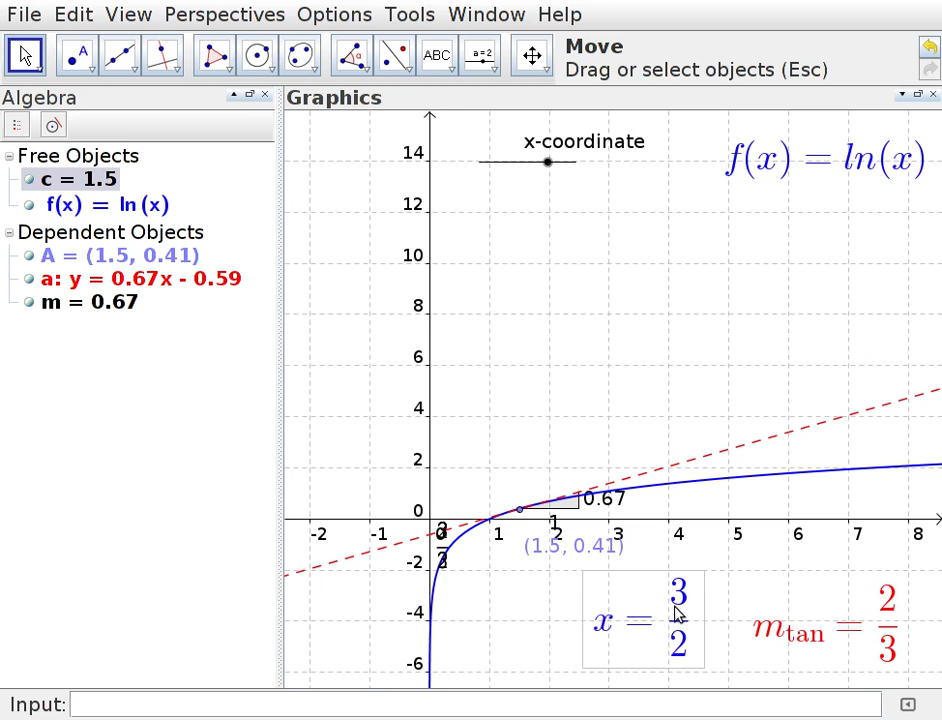 File Edit View Perspectives Options Tools Window Help
A
ABC
a=2
Move
Drag or select objects (Esc)
Algebra
Graphics
Free Objects
c = 1.5
f(x) = ln (x)
Dependent Objects
A = (1.5, 0.41)
a: y = 0.67x - 0.59
m = 0.67
x-coordinate
f(x) = ln(x)
14
12
10
8
6
4
2
0
-2
-4
-6
-2 -1 1 2 3 4 5 6 7 8
0.67
1
(1.5, 0.41)
x = 3/2
m tan = 2/3
Input: